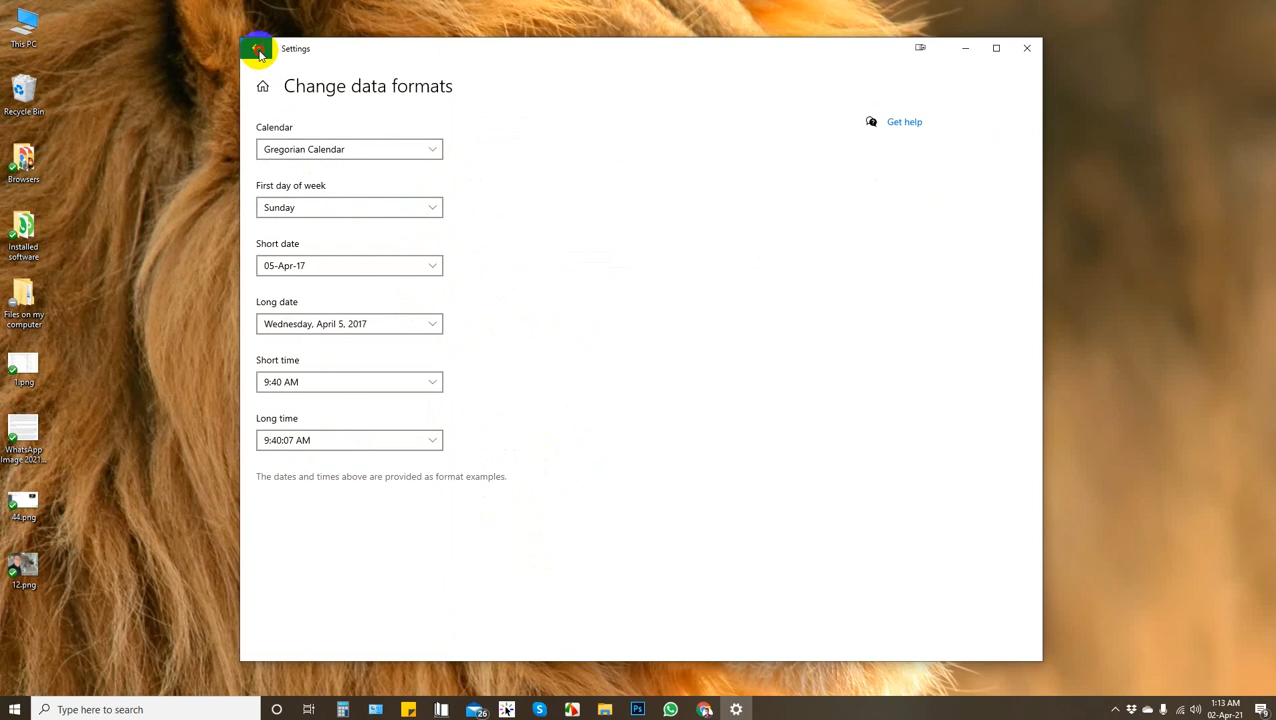 This PC
Recycle Bin
Browsers
Installed
software
Files on my
computer
1.png
WhatsApp
Image 2021...
44.png
12.png
Settings
Change data formats
Get help
Calendar
Gregorian Calendar
First day of week
Sunday
Short date
05-Apr-17
Long date
Wednesday, April 5, 2017
Short time
9:40 AM
Long time
9:40:07 AM
The dates and times above are provided as format examples.
Type here to search
26
1:13 AM
02-Apr-21
9